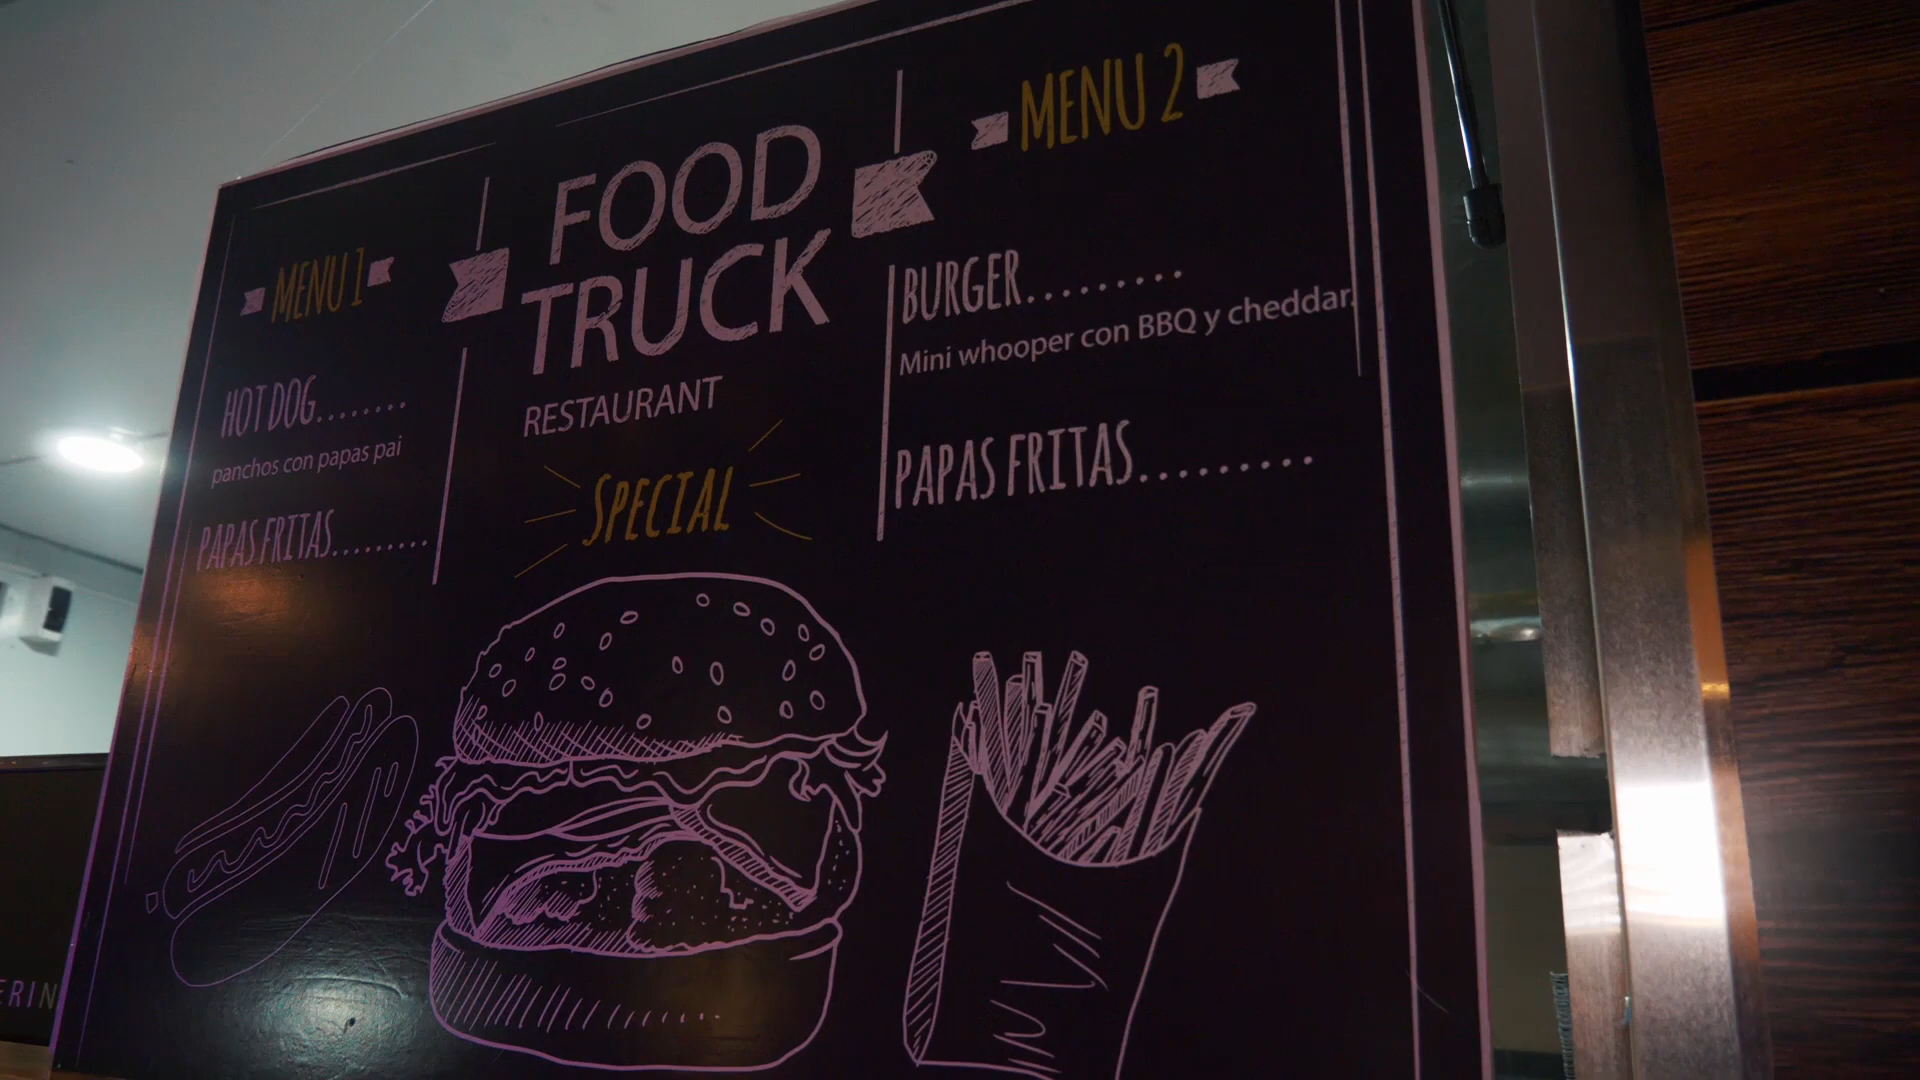 MENU 1
HOT DOG........
panchos con papas pai
PAPAS FRITAS.........
FOOD
TRUCK
RESTAURANT
SPECIAL
MENU 2
BURGER.........
Mini whooper con BBQ y cheddar.
PAPAS FRITAS.........
ERIN